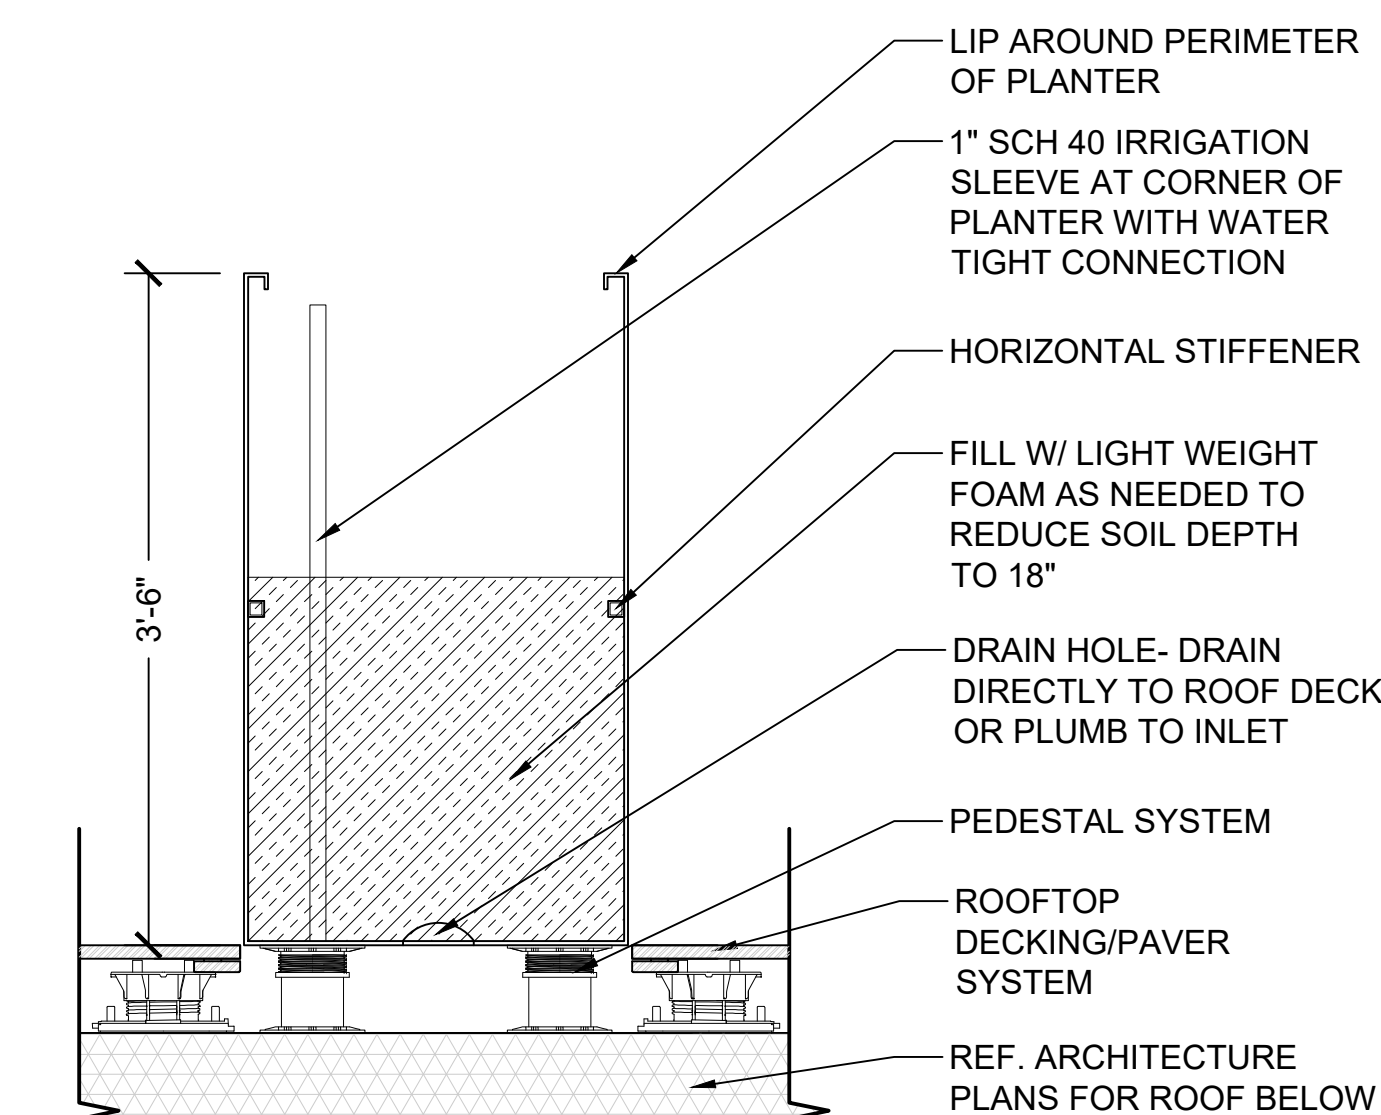 LIP AROUND PERIMETER
OF PLANTER
1" SCH 40 IRRIGATION
SLEEVE AT CORNER OF
PLANTER WITH WATER
TIGHT CONNECTION
HORIZONTAL STIFFENER
FILL W/ LIGHT WEIGHT
FOAM AS NEEDED TO
REDUCE SOIL DEPTH
TO 18"
3'-6"
DRAIN HOLE- DRAIN
DIRECTLY TO ROOF DECK
OR PLUMB TO INLET
PEDESTAL SYSTEM
ROOFTOP
DECKING/PAVER
SYSTEM
REF. ARCHITECTURE
PLANS FOR ROOF BELOW